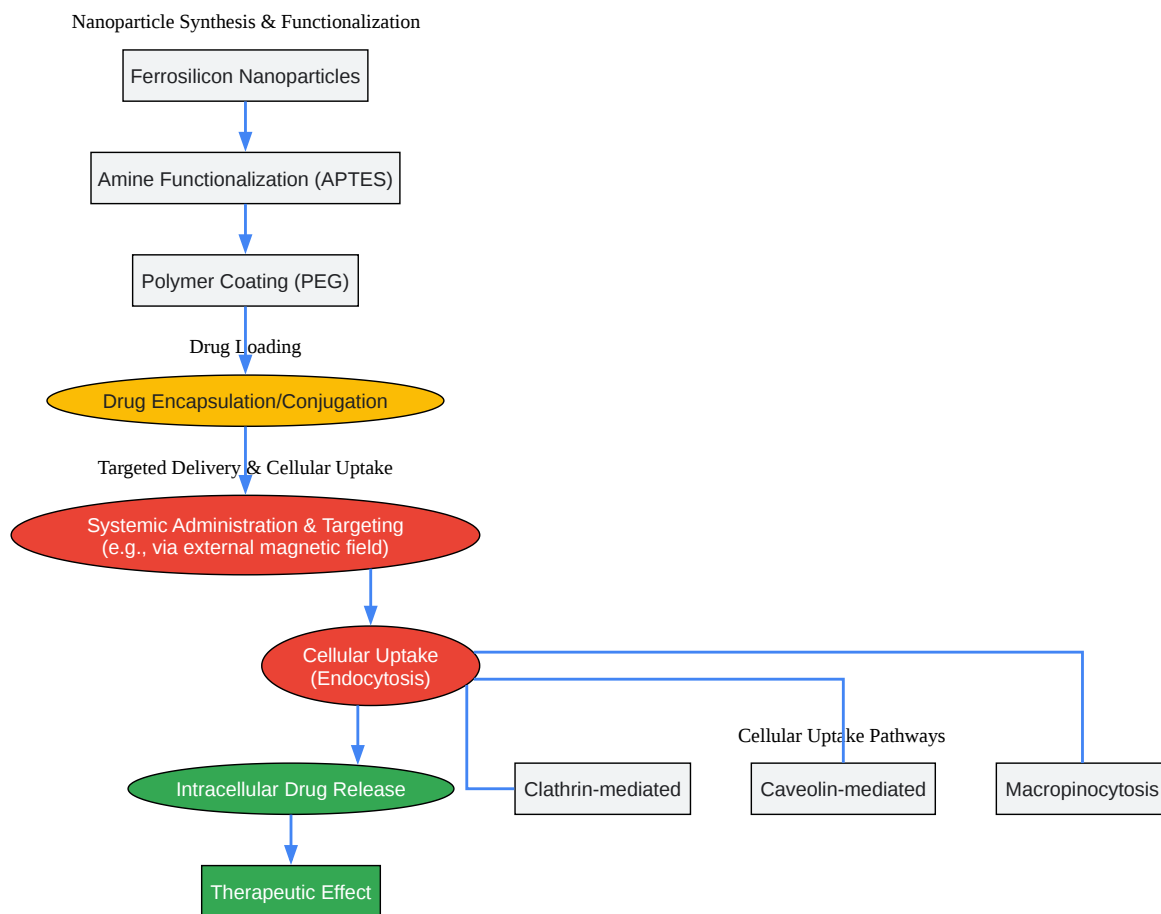 Nanoparticle Synthesis & Functionalization
Ferrosilicon Nanoparticles
Amine Functionalization (APTES)
Polymer Coating (PEG)
Drug Loading
Drug Encapsulation/Conjugation
Targeted Delivery & Cellular Uptake
Systemic Administration & Targeting
(e.g., via external magnetic field)
Cellular Uptake
(Endocytosis)
Cellular Uptake Pathways
Intracellular Drug Release
Clathrin-mediated
Caveolin-mediated
Macropinocytosis
Therapeutic Effect